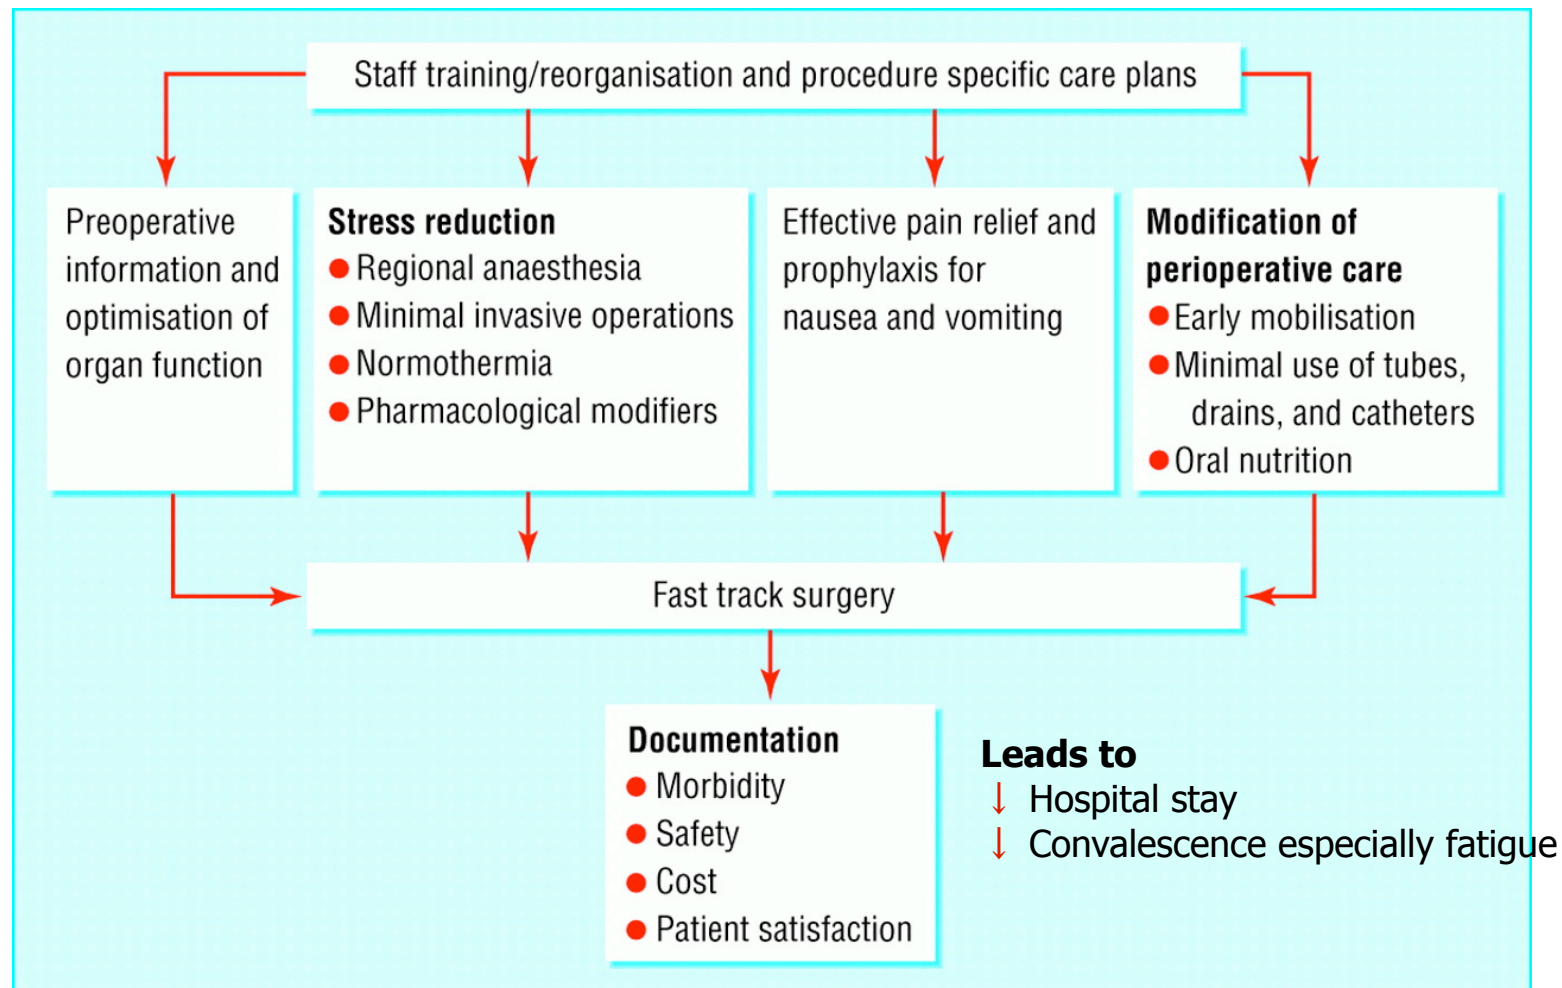 Staff training/reorganisation and procedure specific care plans
Preoperative
information and
optimisation of
organ function
Stress reduction
● Regional anaesthesia
● Minimal invasive operations
● Normothermia
● Pharmacological modifiers
Effective pain relief and
prophylaxis for
nausea and vomiting
Modification of
perioperative care
● Early mobilisation
● Minimal use of tubes,
drains, and catheters
● Oral nutrition
Fast track surgery
Documentation
● Morbidity
● Safety
● Cost
● Patient satisfaction
Leads to
↓ Hospital stay
↓ Convalescence especially fatigue